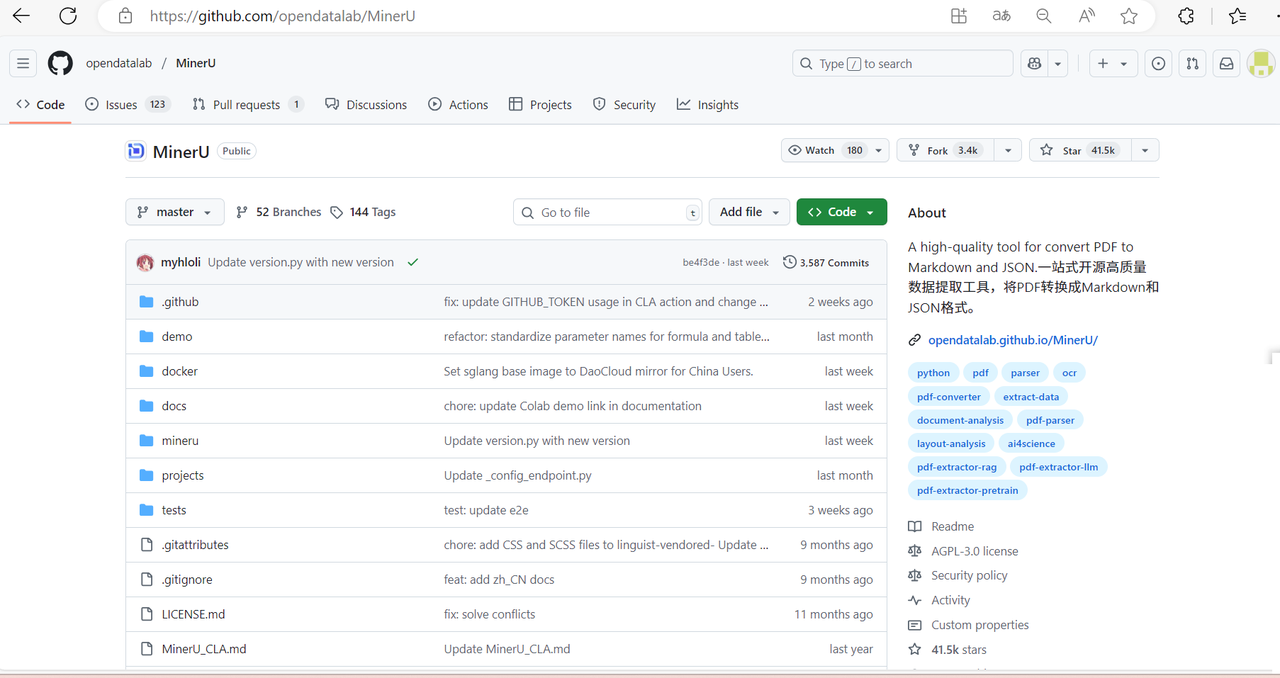 https://github.com/opendatalab/MinerU
opendatalab / MinerU
Type / to search
Code
Issues 123
Pull requests 1
Discussions
Actions
Projects
Security
Insights
MinerU Public
Watch 180
Fork 3.4k
Star 41.5k
master
52 Branches
144 Tags
Go to file t
Add file
Code
myhloli Update version.py with new version be4f3de · last week 3,587 Commits
.github fix: update GITHUB_TOKEN usage in CLA action and change ... 2 weeks ago
demo refactor: standardize parameter names for formula and table... last month
docker Set sglang base image to DaoCloud mirror for China Users. last week
docs chore: update Colab demo link in documentation last week
mineru Update version.py with new version last week
projects Update _config_endpoint.py last month
tests test: update e2e 3 weeks ago
.gitattributes chore: add CSS and SCSS files to linguist-vendored- Update ... 9 months ago
.gitignore feat: add zh_CN docs 9 months ago
LICENSE.md fix: solve conflicts 11 months ago
MinerU_CLA.md Update MinerU_CLA.md last year
About
A high-quality tool for convert PDF to
Markdown and JSON.一站式开源高质量
数据提取工具，将PDF转换成Markdown和
JSON格式。
opendatalab.github.io/MinerU/
python pdf parser ocr
pdf-converter extract-data
document-analysis pdf-parser
layout-analysis ai4science
pdf-extractor-rag pdf-extractor-llm
pdf-extractor-pretrain
Readme
AGPL-3.0 license
Security policy
Activity
Custom properties
41.5k stars